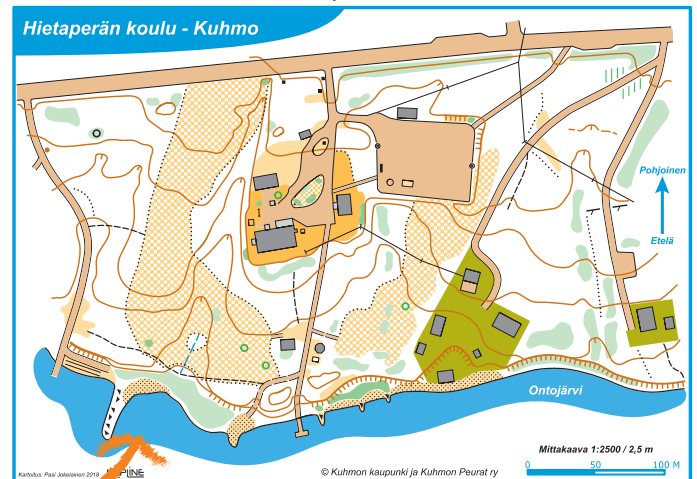 Hietaperän koulu - Kuhmo
Pohjoinen
Etelä
Ontojärvi
Mittakaava 1:2500 / 2,5 m
0 50 100 M
Kartoitus: Pasi Jokelainen 2018
© Kuhmon kaupunki ja Kuhmon Peurat ry